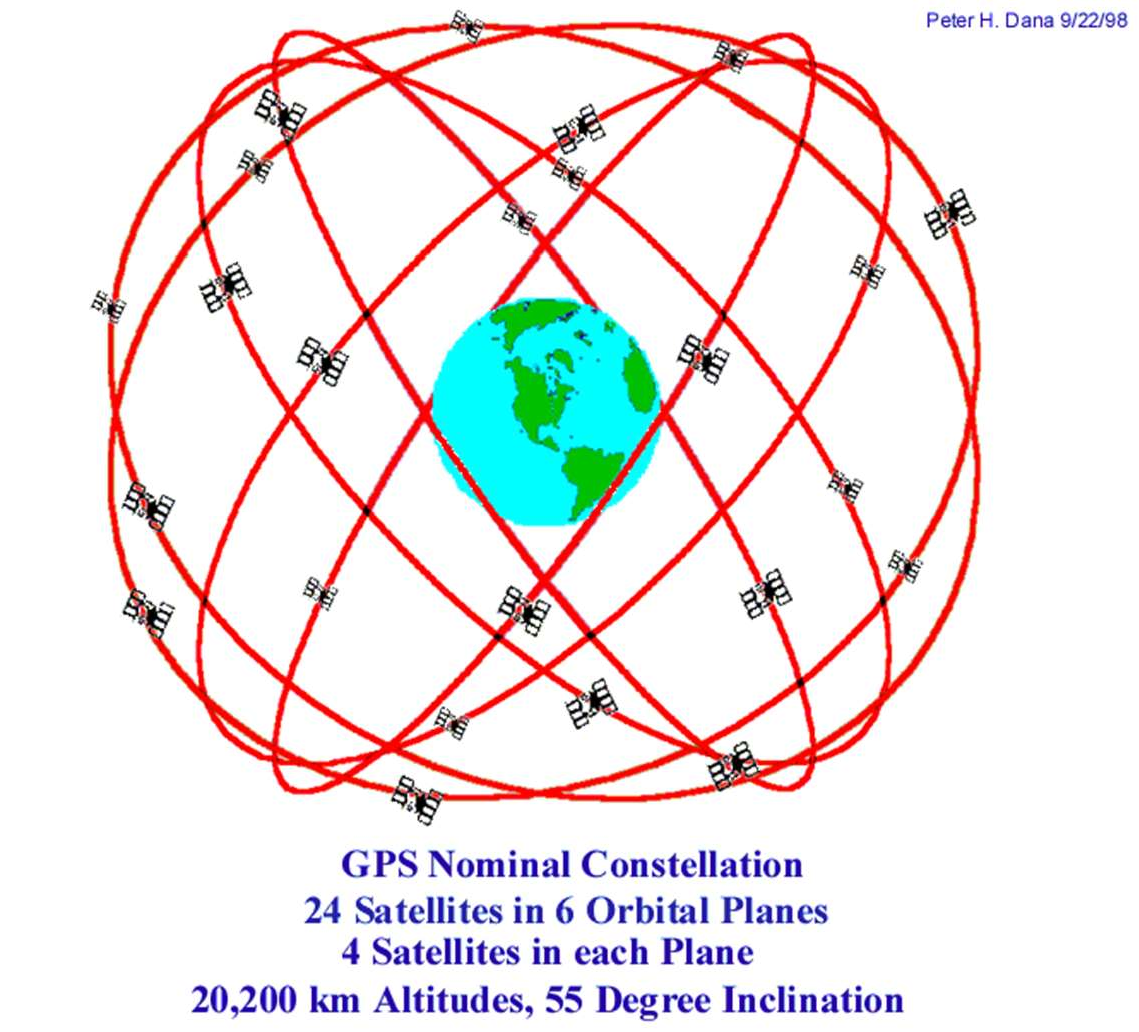 Peter H. Dana 9/22/98
GPS Nominal Constellation
24 Satellites in 6 Orbital Planes
4 Satellites in each Plane
20,200 km Altitudes, 55 Degree Inclination